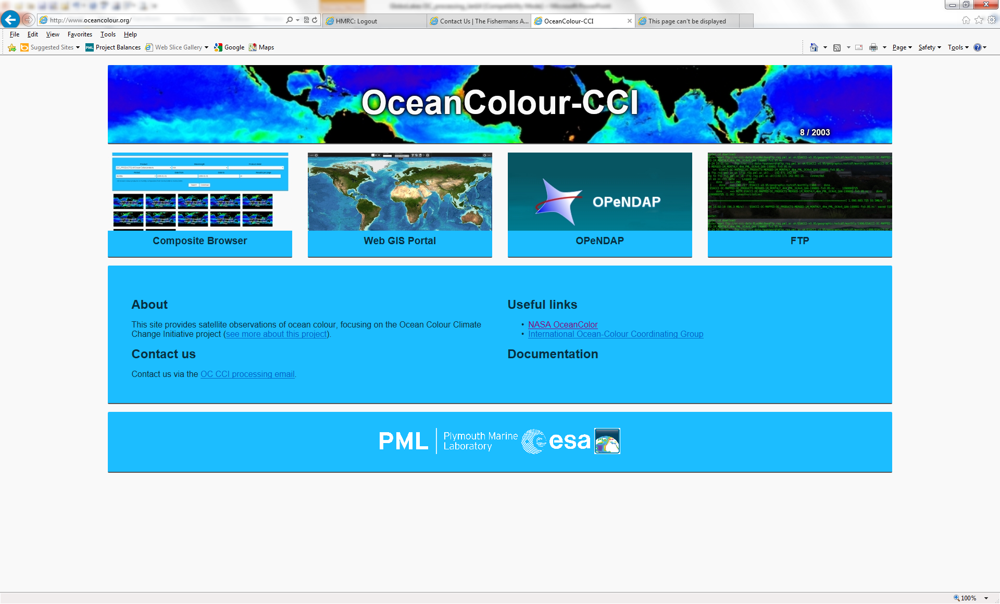 http://www.oceancolour.org/
HMRC: Logout
Contact Us | The Fishermans A...
OceanColour-CCI
This page can't be displayed
File Edit View Favorites Tools Help
Suggested Sites
PML Project Balances
Web Slice Gallery
Google
Maps
Page
Safety
Tools
OceanColour-CCI
8 / 2003
OPeNDAP
Composite Browser
Web GIS Portal
OPeNDAP
FTP
About
This site provides satellite observations of ocean colour, focusing on the Ocean Colour Climate
Change Initiative project (see more about this project).
Contact us
Contact us via the OC CCI processing email.
Useful links
• NASA OceanColor
• International Ocean-Colour Coordinating Group
Documentation
PML
Plymouth Marine
Laboratory
esa
100%